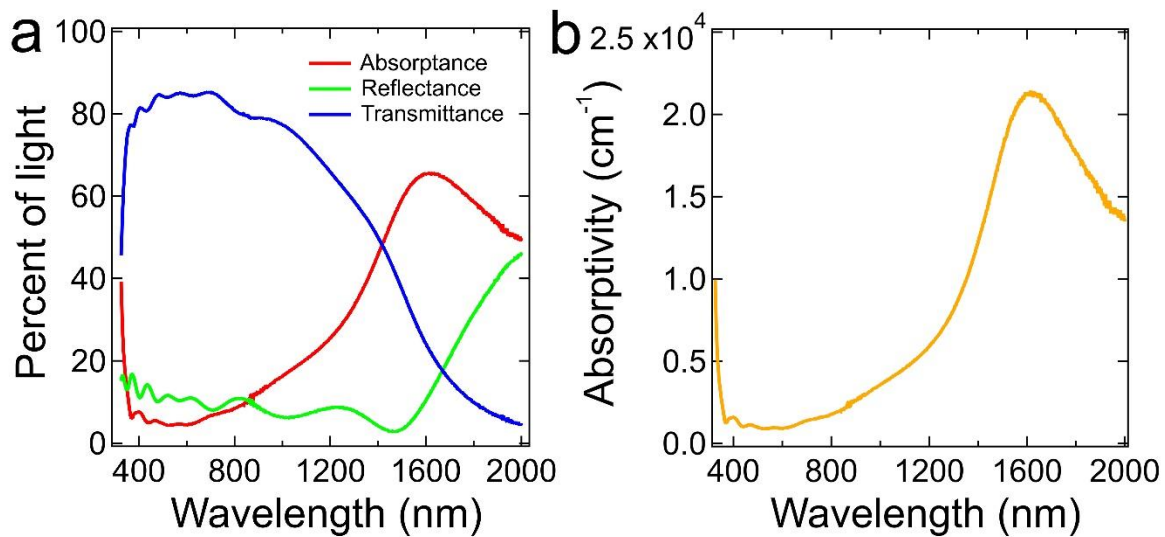 a
100
80
60
40
20
0
Percent of light
Absorptance
Reflectance
Transmittance
400 800 1200 1600 2000
Wavelength (nm)
b
2.5 x10⁴
2.0
1.5
1.0
0.5
0.0
Absorptivity (cm⁻¹)
400 800 1200 1600 2000
Wavelength (nm)